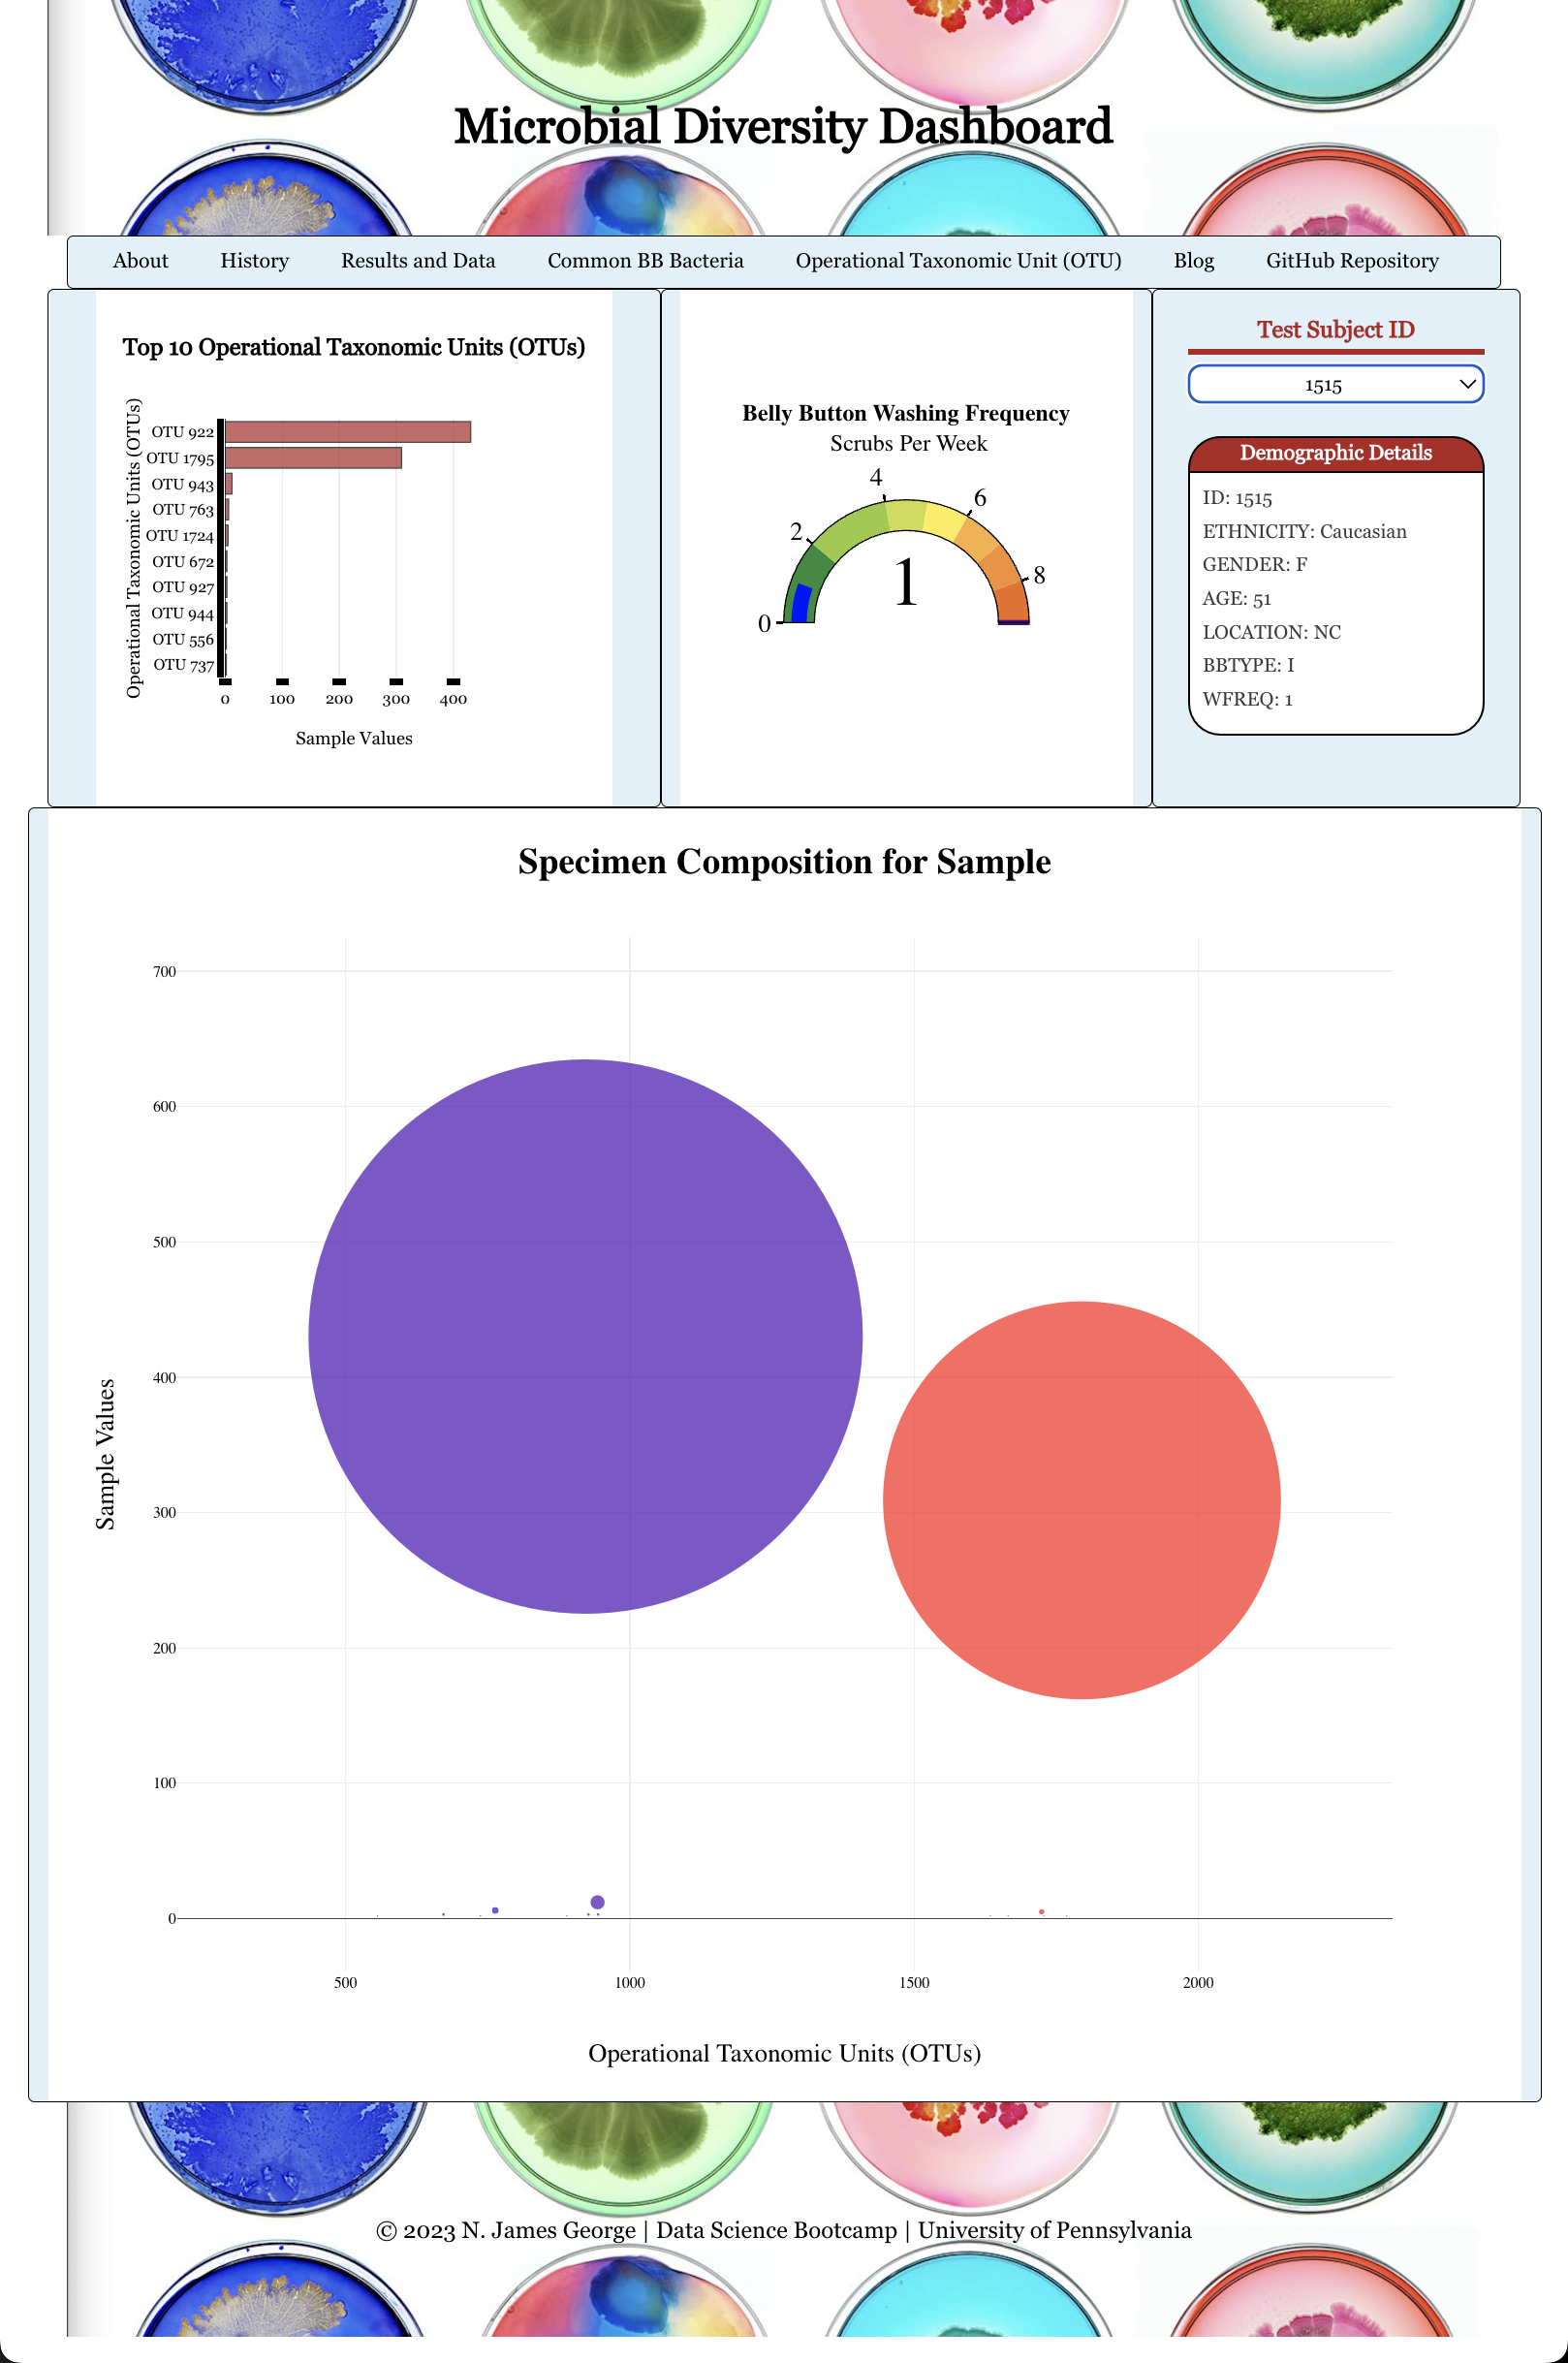 Microbial Diversity Dashboard
About History Results and Data Common BB Bacteria Operational Taxonomic Unit (OTU) Blog GitHub Repository
Top 10 Operational Taxonomic Units (OTUs)
Operational Taxonomic Units (OTUs)
OTU 922
OTU 1795
OTU 943
OTU 763
OTU 1724
OTU 672
OTU 927
OTU 944
OTU 556
OTU 737
0 100 200 300 400
Sample Values
Belly Button Washing Frequency
Scrubs Per Week
0
2
4
6
8
1
Test Subject ID
1515
Demographic Details
ID: 1515
ETHNICITY: Caucasian
GENDER: F
AGE: 51
LOCATION: NC
BBTYPE: I
WFREQ: 1
Specimen Composition for Sample
Sample Values
700
600
500
400
300
200
100
0
500 1000 1500 2000
Operational Taxonomic Units (OTUs)
© 2023 N. James George | Data Science Bootcamp | University of Pennsylvania